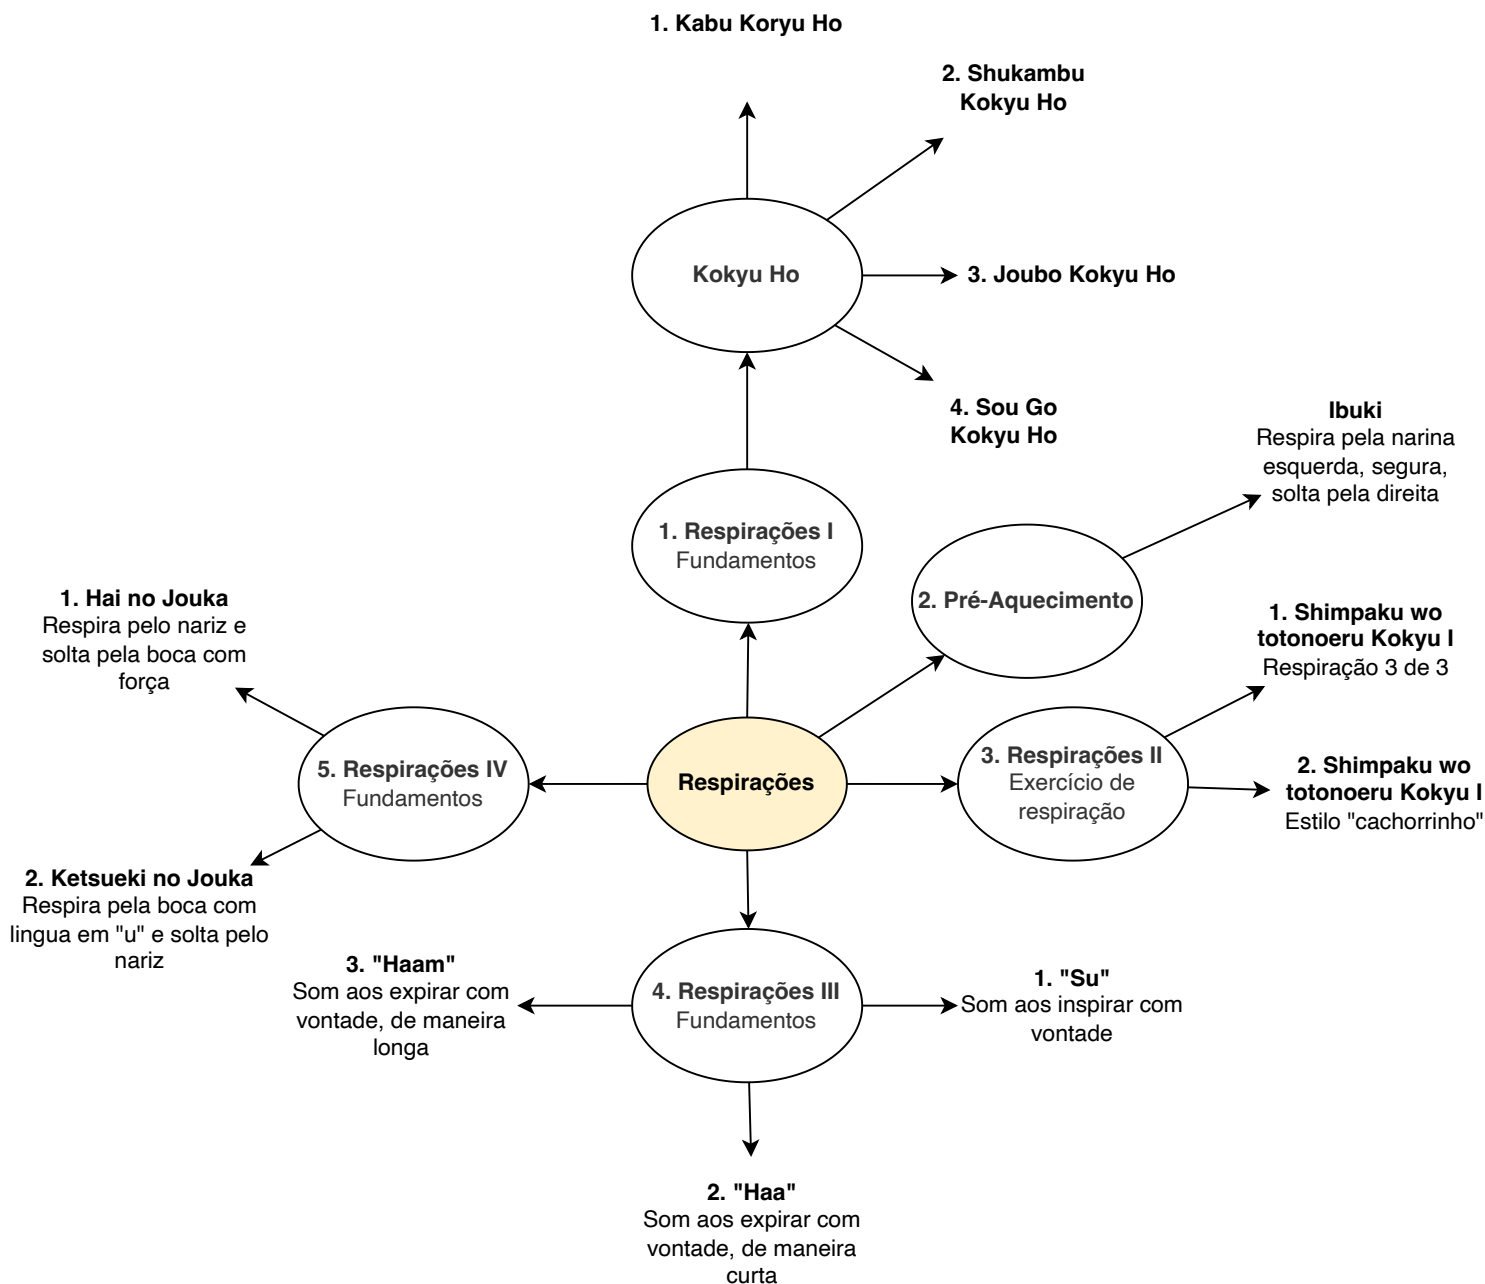 1. Kabu Koryu Ho
2. Shukambu
Kokyu Ho
Kokyu Ho
3. Joubo Kokyu Ho
4. Sou Go
Kokyu Ho
Ibuki
Respira pela narina
esquerda, segura,
solta pela direita
1. Respirações I
Fundamentos
2. Pré-Aquecimento
1. Hai no Jouka
Respira pelo nariz e
solta pela boca com
força
1. Shimpaku wo
totonoeru Kokyu I
Respiração 3 de 3
5. Respirações IV
Fundamentos
Respirações
3. Respirações II
Exercício de
respiração
2. Shimpaku wo
totonoeru Kokyu I
Estilo "cachorrinho"
2. Ketsueki no Jouka
Respira pela boca com
lingua em "u" e solta pelo
nariz
3. "Haam"
Som aos expirar com
vontade, de maneira
longa
4. Respirações III
Fundamentos
1. "Su"
Som aos inspirar com
vontade
2. "Haa"
Som aos expirar com
vontade, de maneira
curta